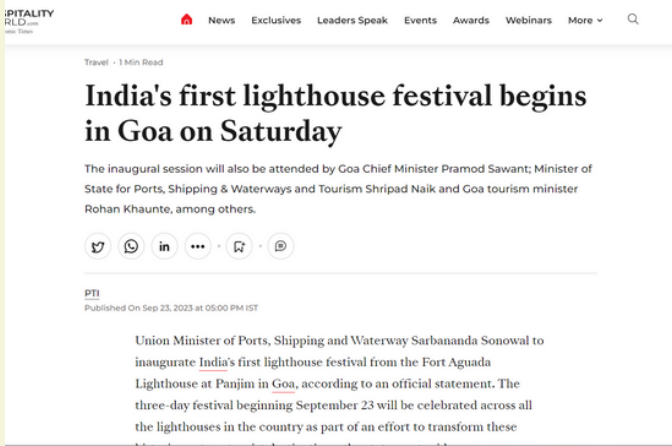 SPITALITY
RLD.com
omic Times
News
Exclusives
Leaders Speak
Events
Awards
Webinars
More
Travel · 1 Min Read
India's first lighthouse festival begins
in Goa on Saturday
The inaugural session will also be attended by Goa Chief Minister Pramod Sawant; Minister of
State for Ports, Shipping & Waterways and Tourism Shripad Naik and Goa tourism minister
Rohan Khaunte, among others.
in
PTI
Published On Sep 23, 2023 at 05:00 PM IST
Union Minister of Ports, Shipping and Waterway Sarbananda Sonowal to
inaugurate India's first lighthouse festival from the Fort Aguada
Lighthouse at Panjim in Goa, according to an official statement. The
three-day festival beginning September 23 will be celebrated across all
the lighthouses in the country as part of an effort to transform these